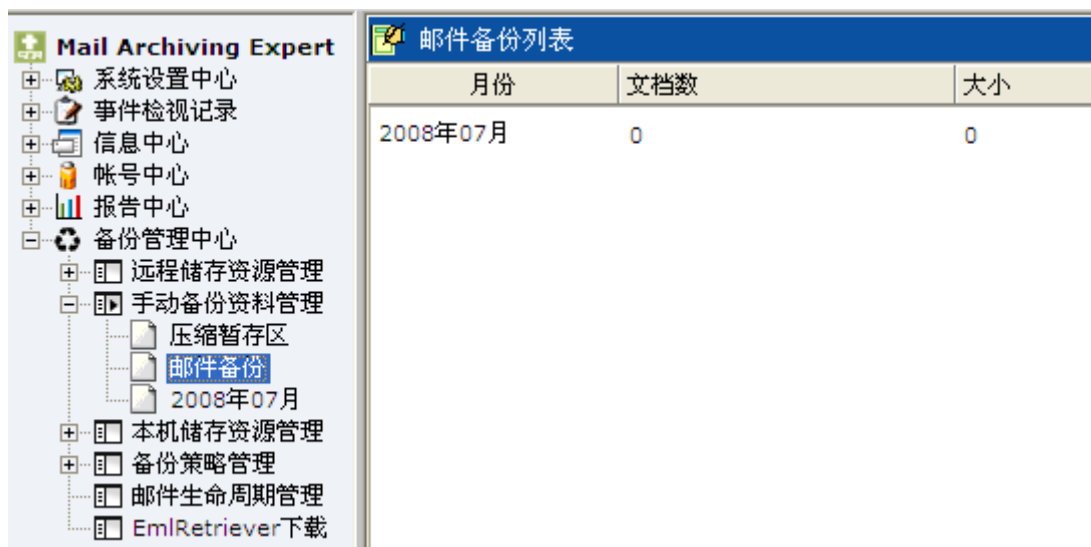 Mail Archiving Expert
系统设置中心
事件检视记录
信息中心
帐号中心
报告中心
备份管理中心
远程储存资源管理
手动备份资料管理
压缩暂存区
邮件备份
2008年07月
本机储存资源管理
备份策略管理
邮件生命周期管理
EmlRetriever下载
邮件备份列表
月份 文档数 大小
2008年07月 0 0